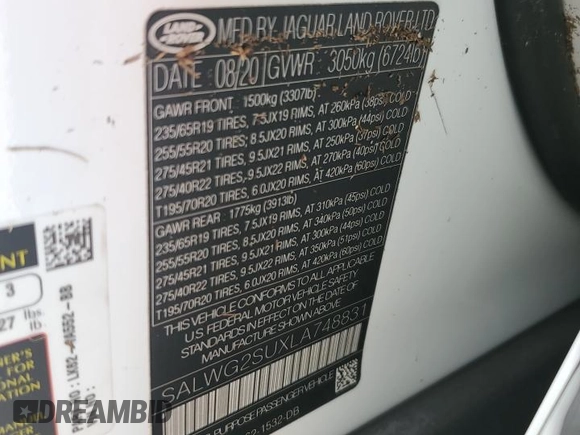 LAND ROVER
MFD BY JAGUAR LAND ROVER LTD
DATE 08/20 GVWR 3050kg (6724lb)
GAWR FRONT 1500kg (3307lb)
235/65R19 TIRES, 7.5JX19 RIMS, AT 260kPa (38psi) COLD
255/55R20 TIRES, 8.5JX20 RIMS, AT 300kPa (44psi) COLD
275/45R21 TIRES, 9.5JX21 RIMS, AT 250kPa (37psi) COLD
275/40R22 TIRES, 9.5JX22 RIMS, AT 270kPa (40psi) COLD
T195/70R20 TIRES, 6.0JX20 RIMS, AT 420kPa (60psi) COLD
GAWR REAR 1775kg (3913lb)
235/65R19 TIRES, 7.5JX19 RIMS, AT 310kPa (45psi) COLD
255/55R20 TIRES, 8.5JX20 RIMS, AT 340kPa (50psi) COLD
275/45R21 TIRES, 9.5JX21 RIMS, AT 300kPa (44psi) COLD
275/40R22 TIRES, 9.5JX22 RIMS, AT 350kPa (51psi) COLD
T195/70R20 TIRES, 6.0JX20 RIMS, AT 420kPa (60psi) COLD
THIS VEHICLE CONFORMS TO ALL APPLICABLE
U.S. FEDERAL MOTOR VEHICLE SAFETY
STANDARDS IN EFFECT ON THE DATE OF
MANUFACTURE SHOWN ABOVE
SALWG2SUXLA748831
PURPOSE PASSENGER VEHICLE
1532-DB
3
27 lbs.
DREAMBID